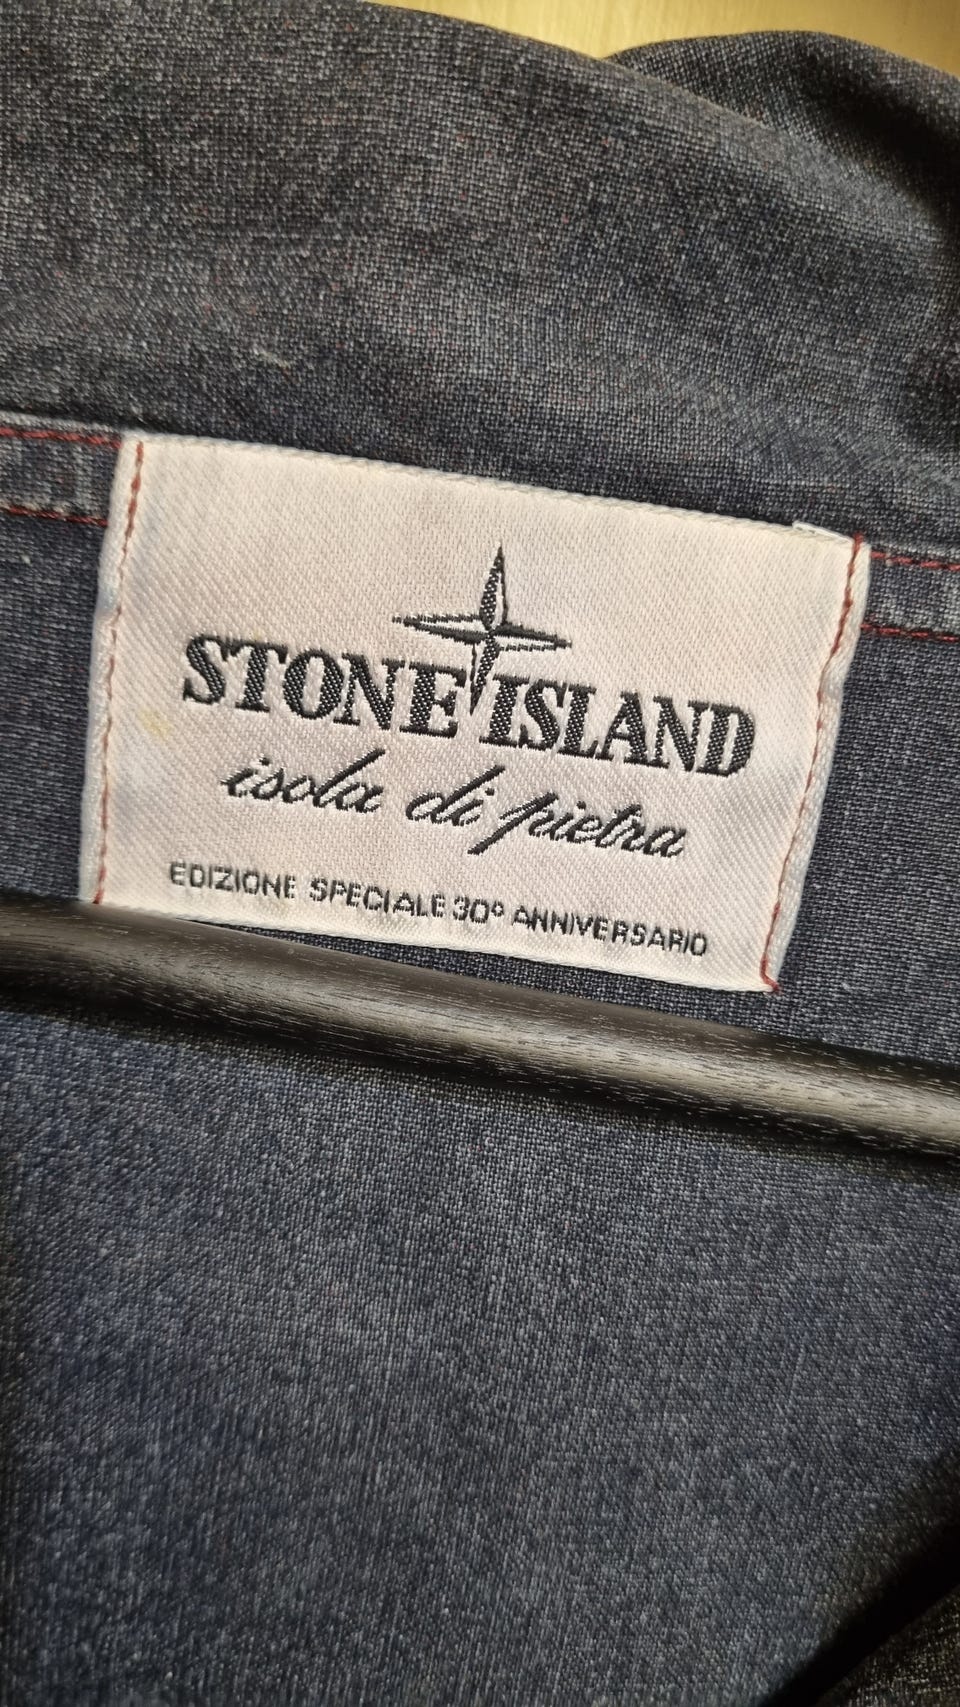 STONE ISLAND
isola di pietra
EDIZIONE SPECIALE 30° ANNIVERSARIO